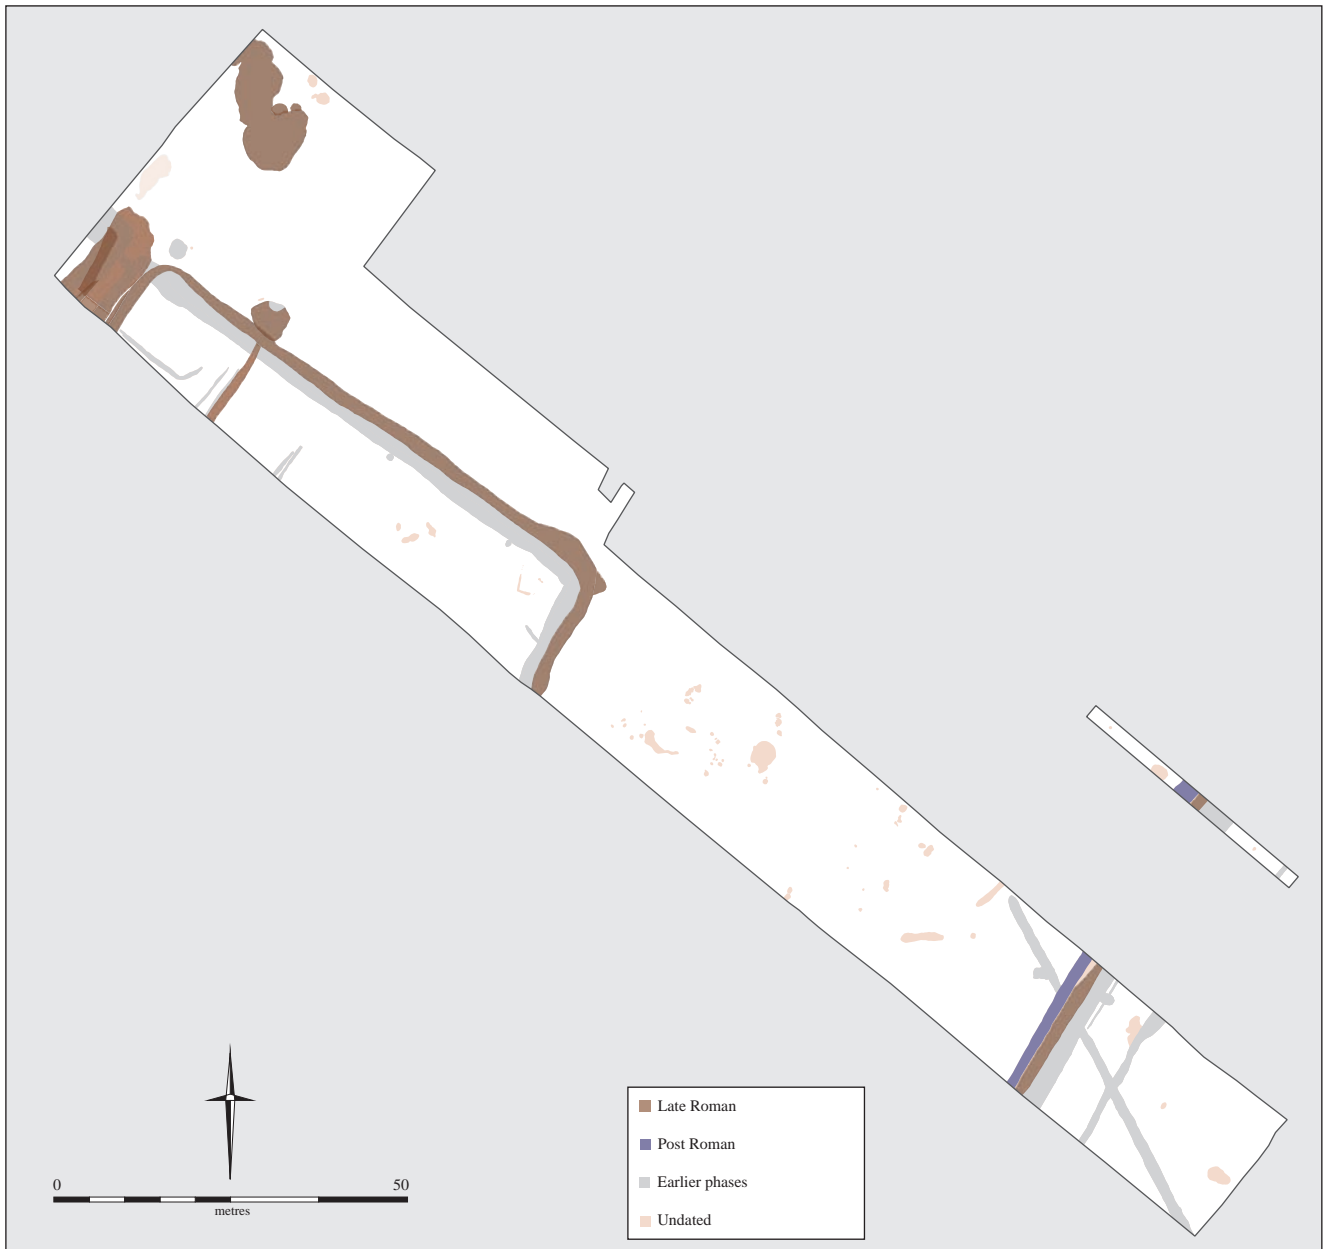 0 50
metres
Late Roman
Post Roman
Earlier phases
Undated